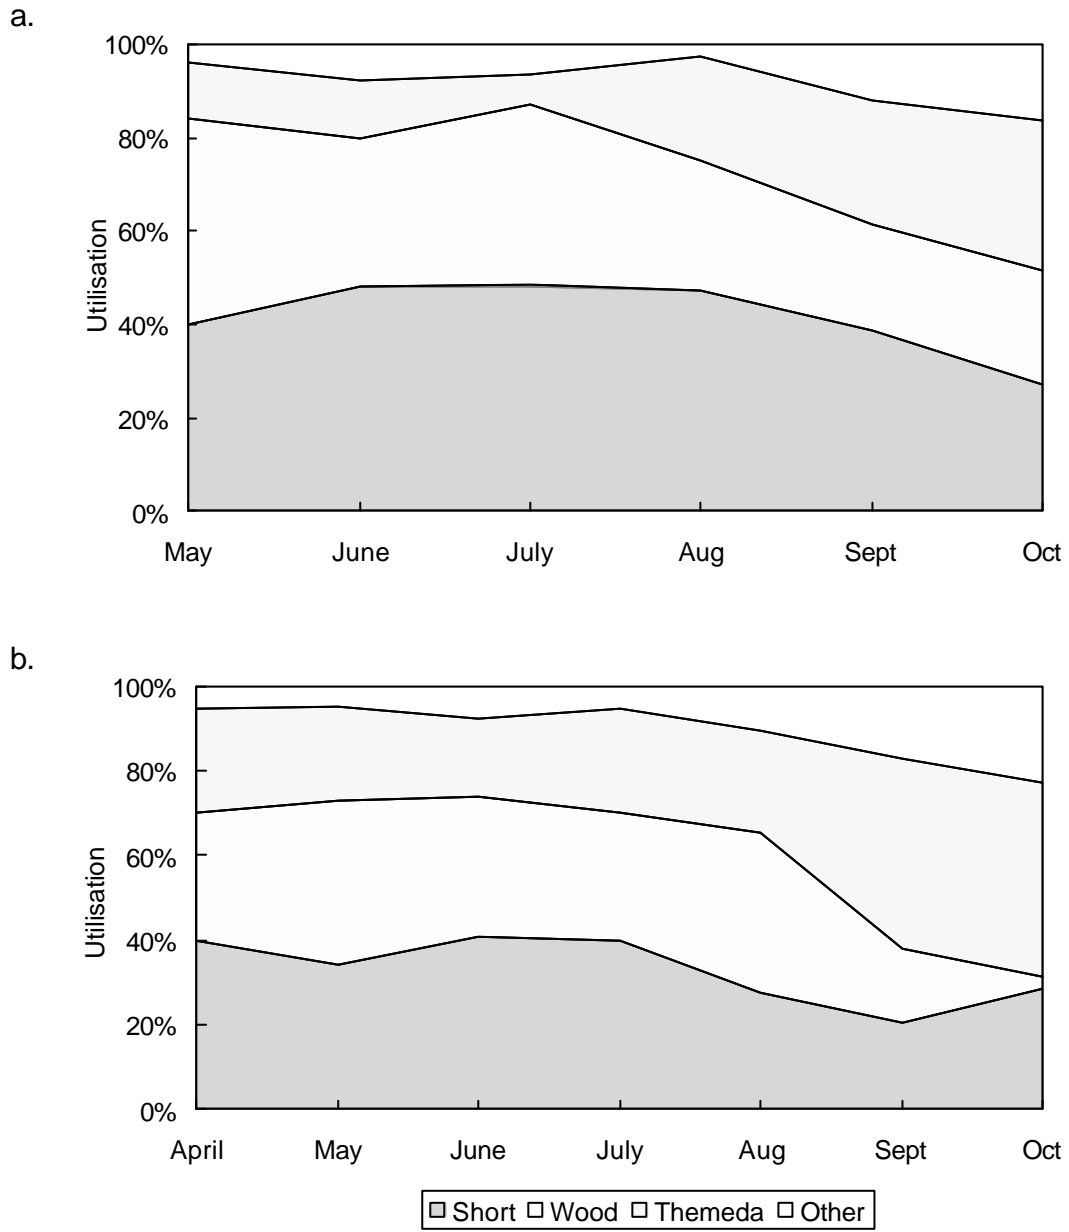 a.
100%
80%
60%
40%
20%
0%
Utilisation
May June July Aug Sept Oct
b.
100%
80%
60%
40%
20%
0%
Utilisation
April May June July Aug Sept Oct
Short Wood Themeda Other